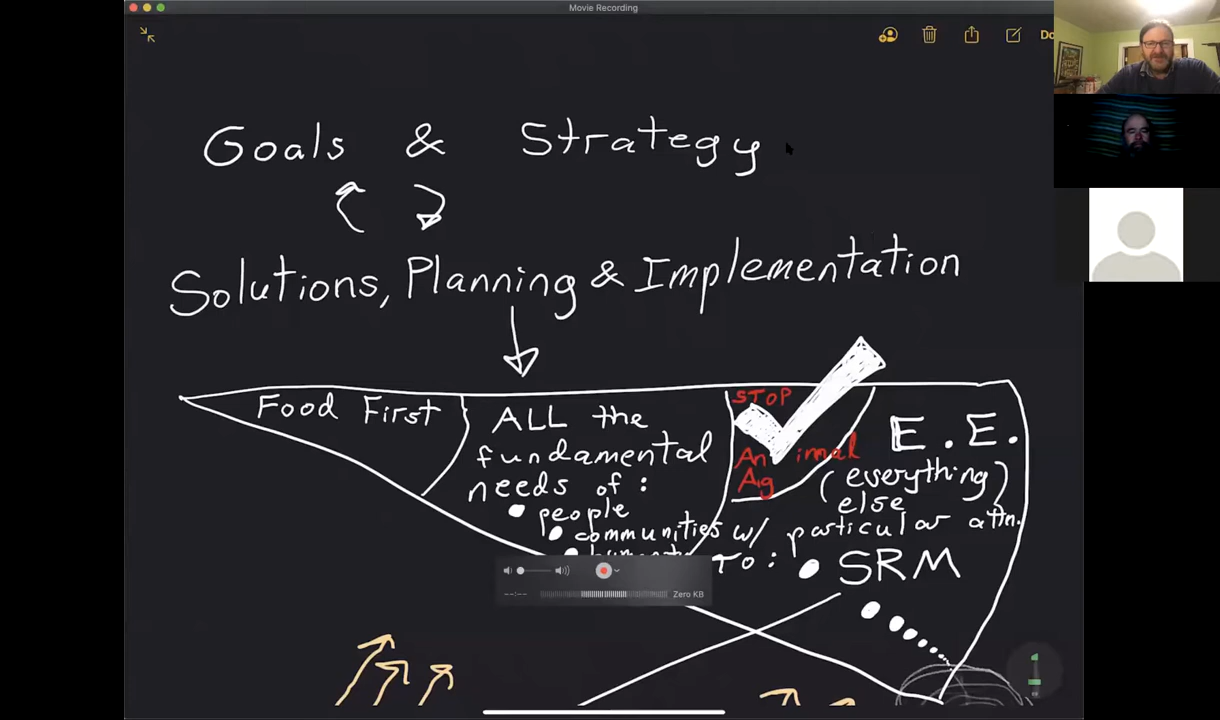 Movie Recording
Goals & Strategy
Solutions, Planning & Implementation
Food First
ALL the
fundamental
needs of :
people
communities
STOP
Animal
Ag
E.E.
(everything)
else
w/ particular attn.
To :
SRM
Zero KB
--:--